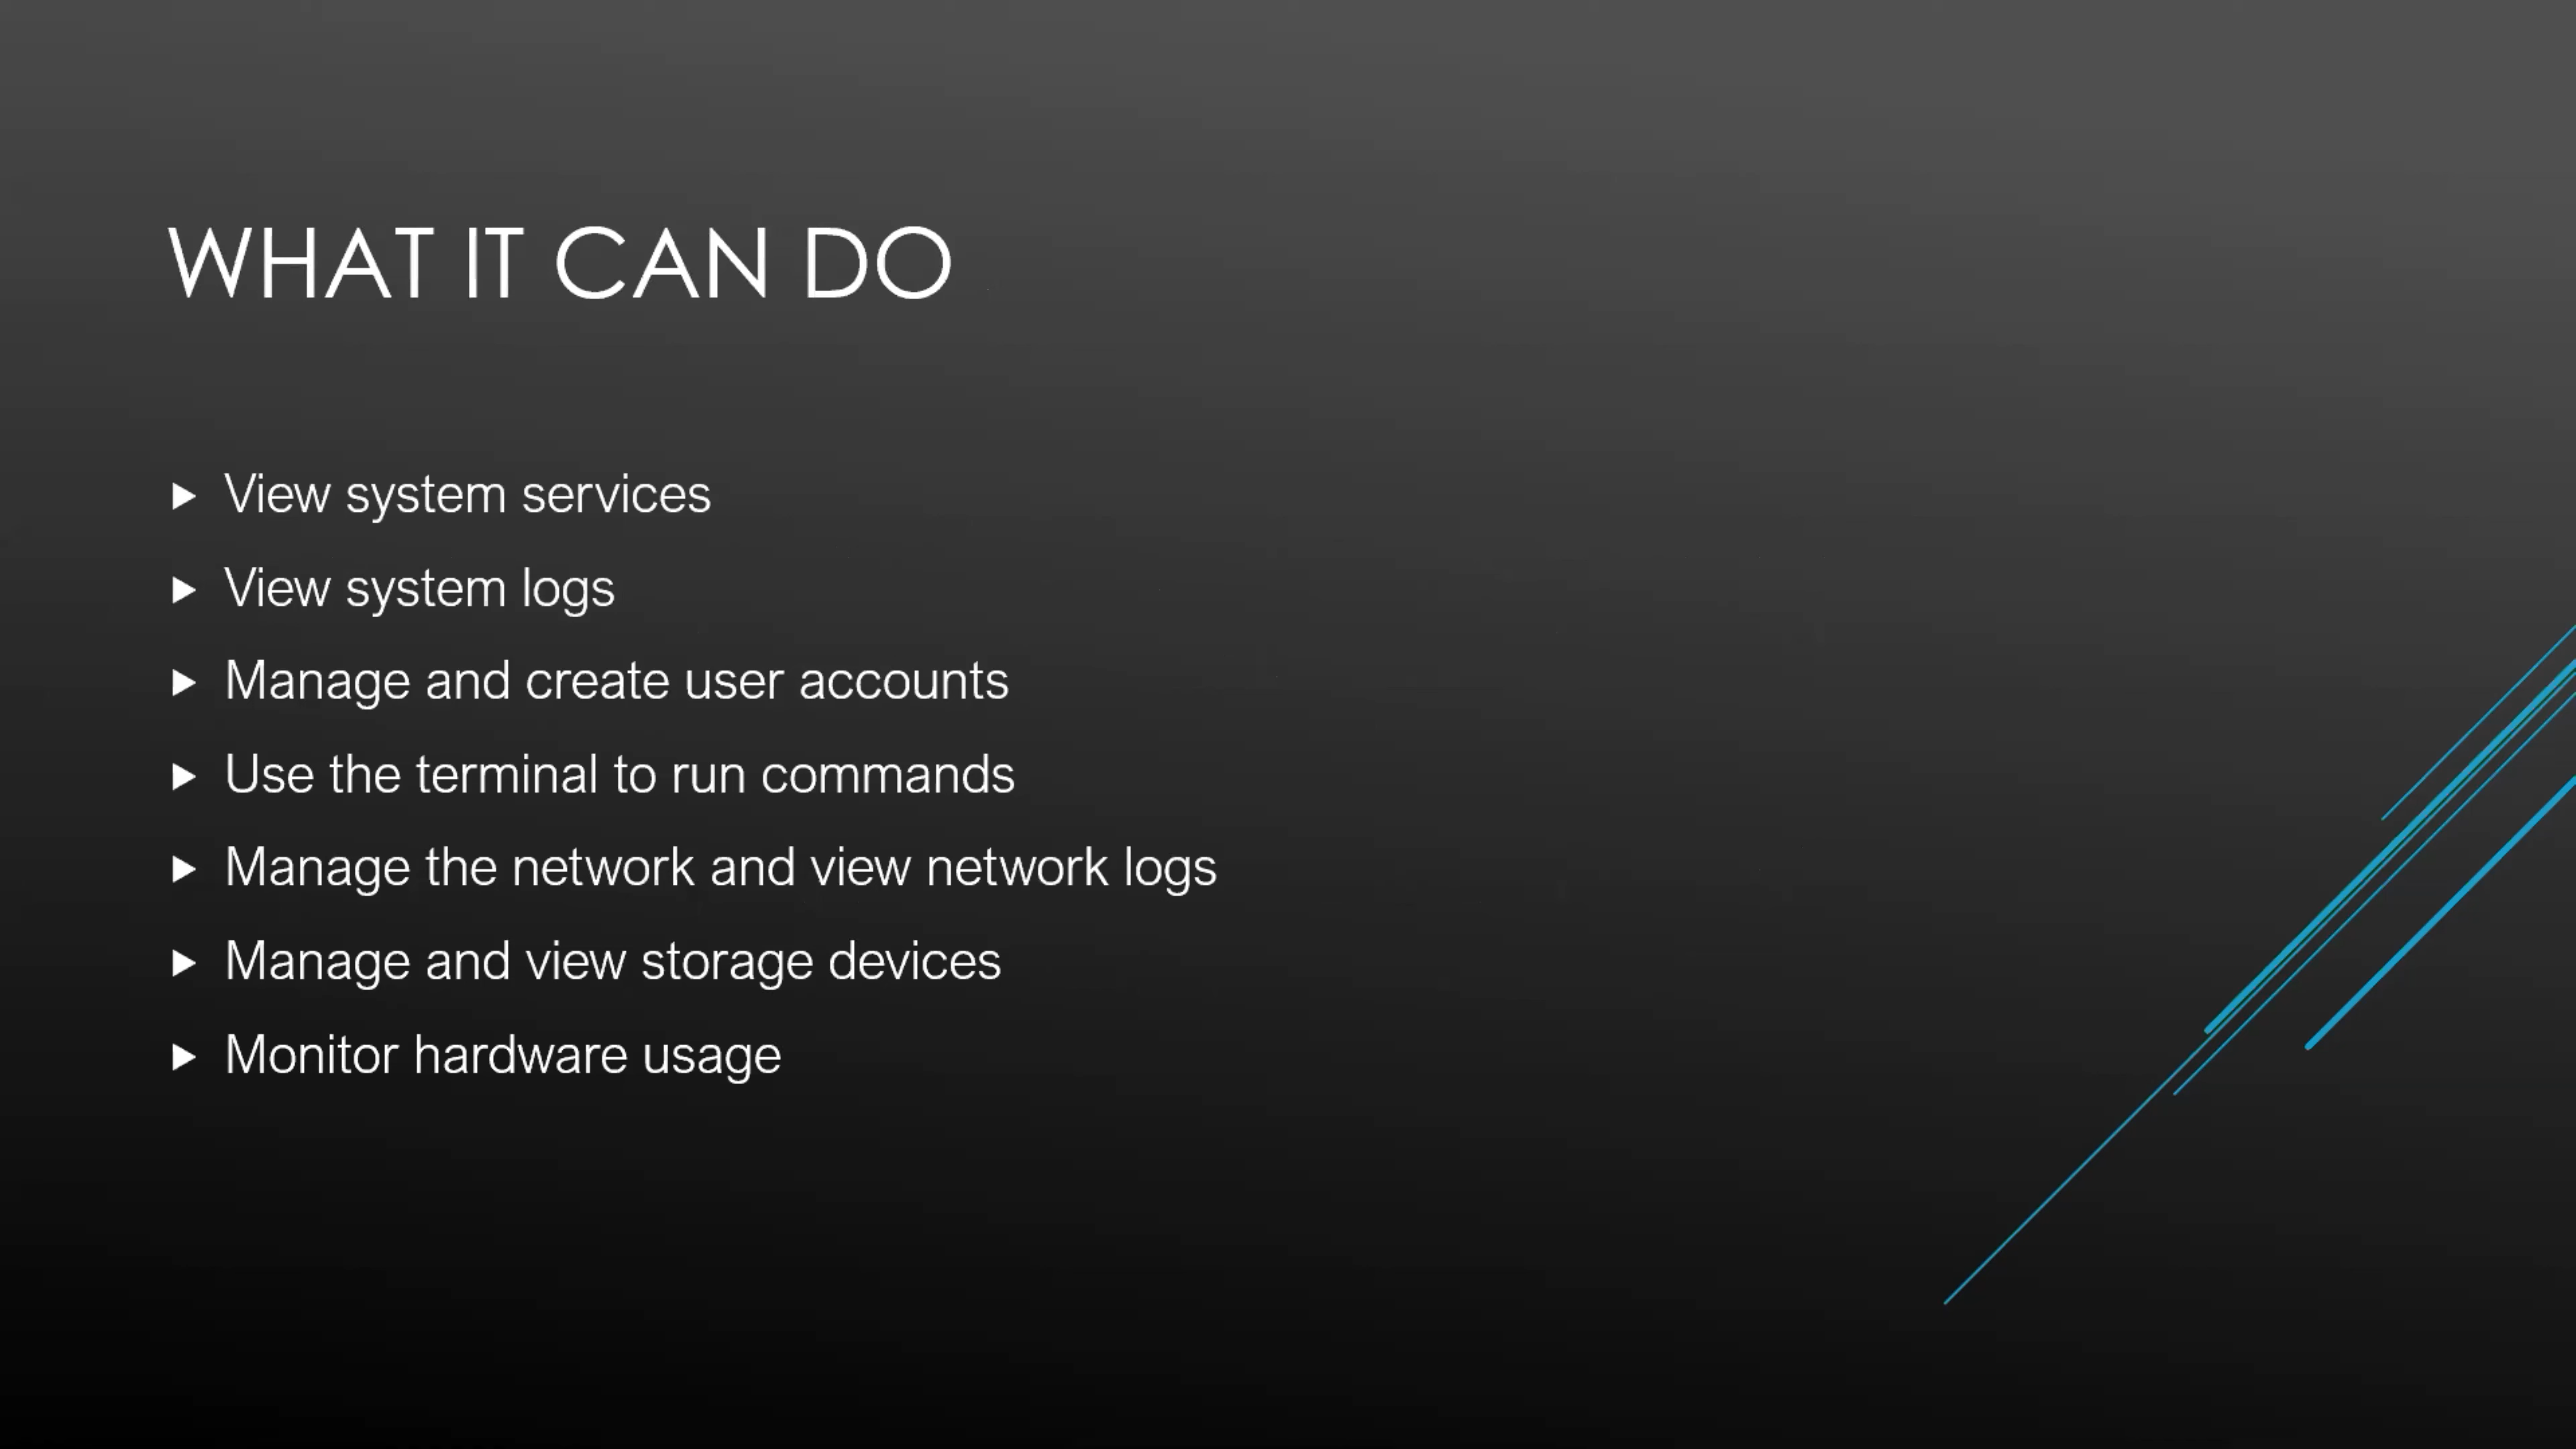 WHAT IT CAN DO
View system services
View system logs
Manage and create user accounts
Use the terminal to run commands
Manage the network and view network logs
Manage and view storage devices
Monitor hardware usage